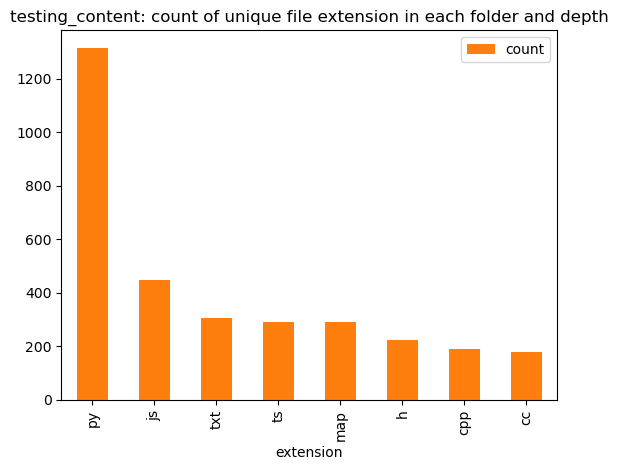 testing_content: count of unique file extension in each folder and depth
count
1200
1000
800
600
400
200
0
py
js
txt
ts
map
h
cpp
cc
extension